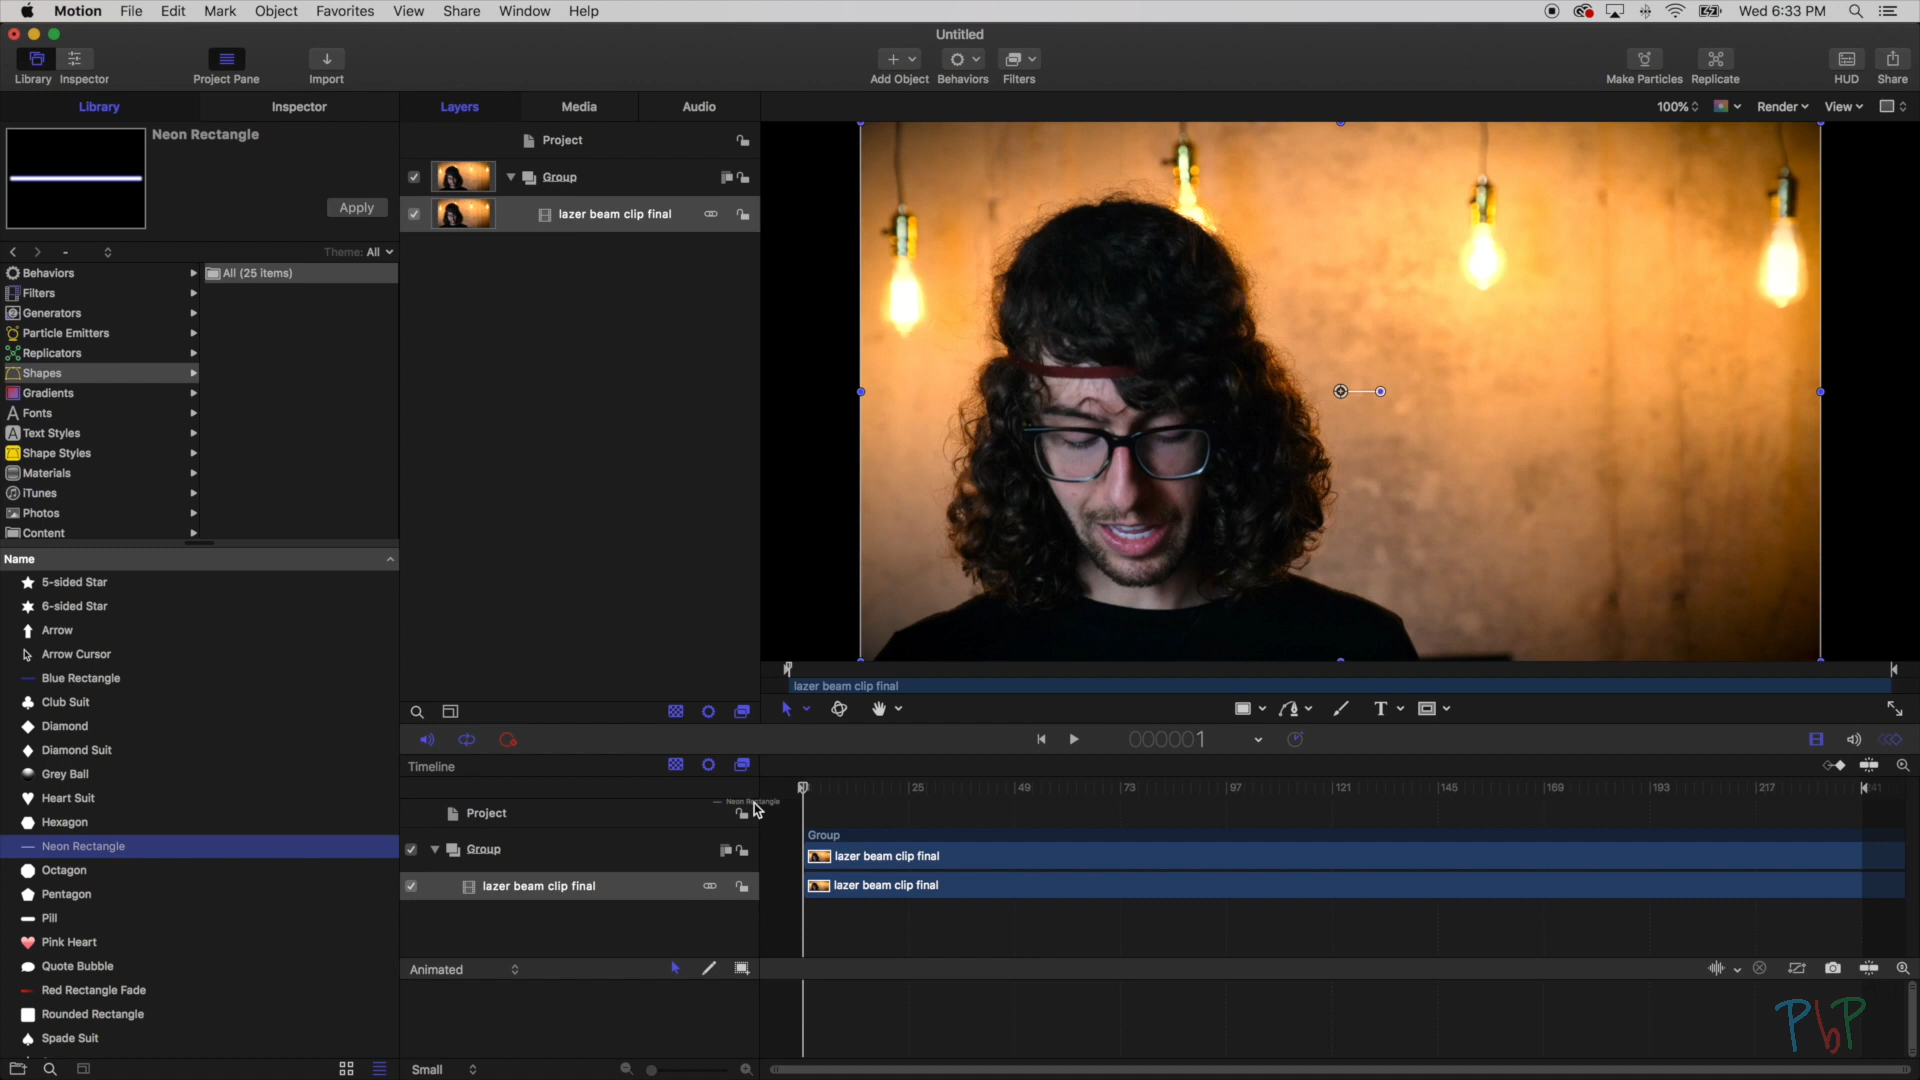 Motion File Edit Mark Object Favorites View Share Window Help
Wed 6:33 PM
Untitled
Library Inspector Project Pane Import Add Object Behaviors Filters Make Particles Replicate HUD Share
Library Inspector Layers Media Audio 100% Render View
Neon Rectangle
Apply
Theme: All
Behaviors
Filters
Generators
Particle Emitters
Replicators
Shapes
Gradients
Fonts
Text Styles
Shape Styles
Materials
iTunes
Photos
Content
All (25 items)
Name
5-sided Star
6-sided Star
Arrow
Arrow Cursor
Blue Rectangle
Club Suit
Diamond
Diamond Suit
Grey Ball
Heart Suit
Hexagon
Neon Rectangle
Octagon
Pentagon
Pill
Pink Heart
Quote Bubble
Red Rectangle Fade
Rounded Rectangle
Spade Suit
Project
Group
lazer beam clip final
lazer beam clip final
T
000001
Timeline
25 49 73 97 121 145 169 193 217 241
Neon Rectangle
Project
Group
lazer beam clip final
Group
lazer beam clip final
lazer beam clip final
Animated
Small
PhP